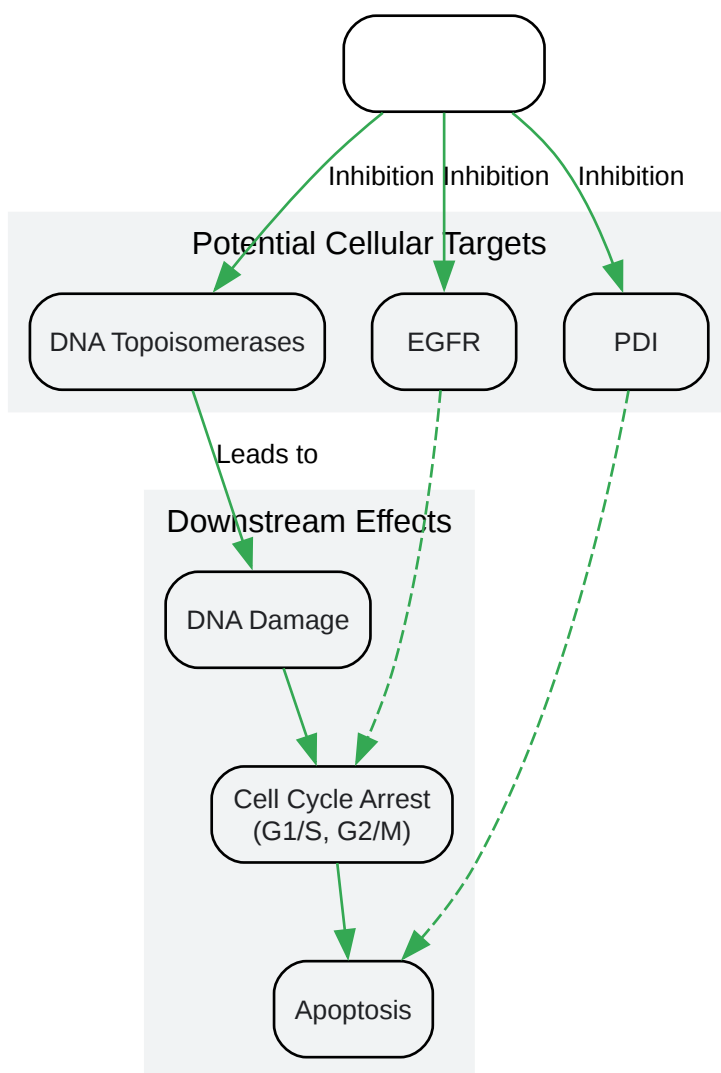 Inhibition Inhibition Inhibition
Potential Cellular Targets
DNA Topoisomerases EGFR PDI
Leads to
Downstream Effects
DNA Damage
Cell Cycle Arrest
(G1/S, G2/M)
Apoptosis